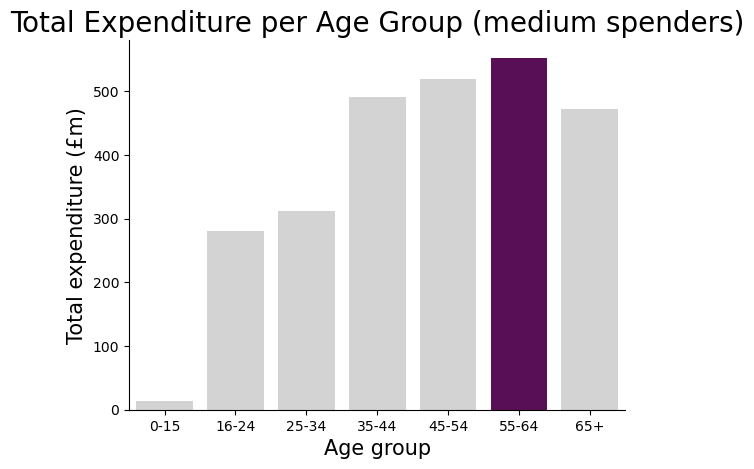 Total Expenditure per Age Group (medium spenders)
Total expenditure (£m)
500
400
300
200
100
0
0-15 16-24 25-34 35-44 45-54 55-64 65+
Age group